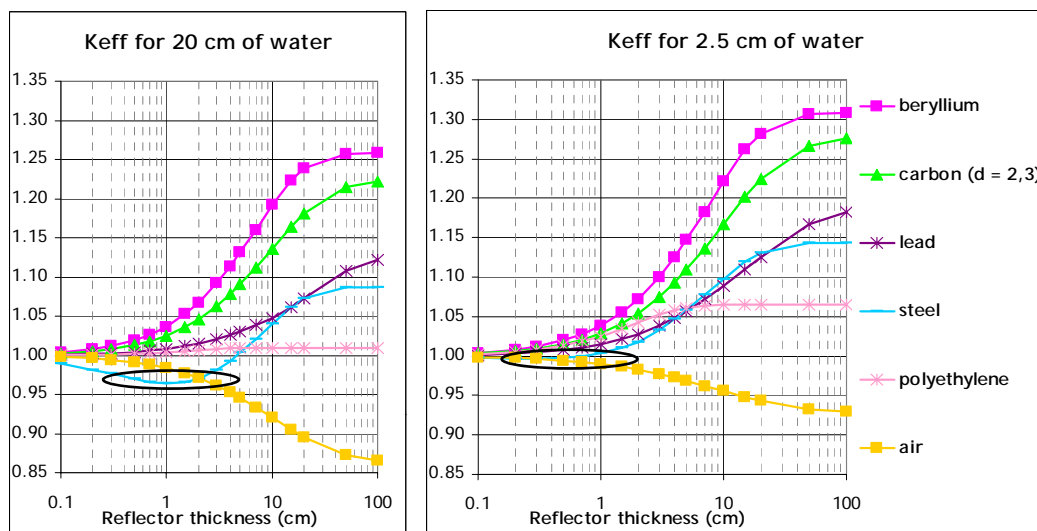 Keff for 20 cm of water
1.35
1.30
1.25
1.20
1.15
1.10
1.05
1.00
0.95
0.90
0.85
0.1 1 10 100
Reflector thickness (cm)
Keff for 2.5 cm of water
1.35
1.30
1.25
1.20
1.15
1.10
1.05
1.00
0.95
0.90
0.85
0.1 1 10 100
Reflector thickness (cm)
beryllium
carbon (d = 2,3)
lead
steel
polyethylene
air